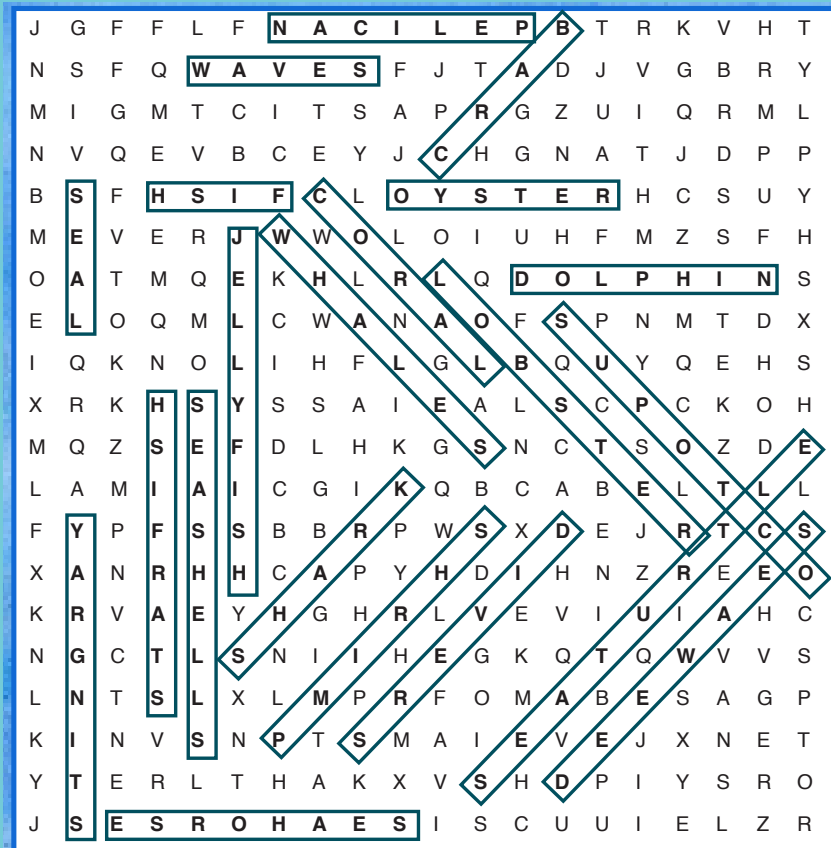 J G F F L F N A C I L E P B T R K V H T
N S F Q W A V E S F J T A D J V G B R Y
M I G M T C I T S A P R G Z U I Q R M L
N V Q E V B C E Y J C H G N A T J D P P
B S F H S I F C L O Y S T E R H C S U Y
M E V E R J W W O L O I U H F M Z S F H
O A T M Q E K H L R L Q D O L P H I N S
E L O Q M L C W A N A O F S P N M T D X
I Q K N O L I H F L G L B Q U Y Q E H S
X R K H S Y S S A I E A L S C P C K O H
M Q Z S E F D L H K G S N C T S O Z D E
L A M I A I C G I K Q B C A B E L T L L
F Y P F S S B B R P W S X D E J R T C S
X A N R H H C A P Y H D I H N Z R E E O
K R V A E Y H G H R L V E V I U I A H C
N G C T L S N I I H E G K Q T Q W V V S
L N T S L X L M P R F O M A B E S A G P
K I N V S N P T S M A I E V E J X N E T
Y T E R L T H A K X V S H D P I Y S R O
J S E S R O H A E S I S C U U I E L Z R